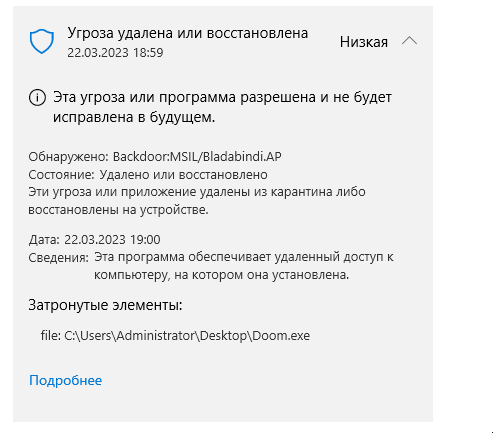 Угроза удалена или восстановлена
22.03.2023 18:59
Низкая
Эта угроза или программа разрешена и не будет
исправлена в будущем.
Обнаружено: Backdoor:MSIL/Bladabindi.AP
Состояние: Удалено или восстановлено
Эти угроза или приложение удалены из карантина либо
восстановлены на устройстве.
Дата: 22.03.2023 19:00
Сведения: Эта программа обеспечивает удаленный доступ к
компьютеру, на котором она установлена.
Затронутые элементы:
file: C:\Users\Administrator\Desktop\Doom.exe
Подробнее